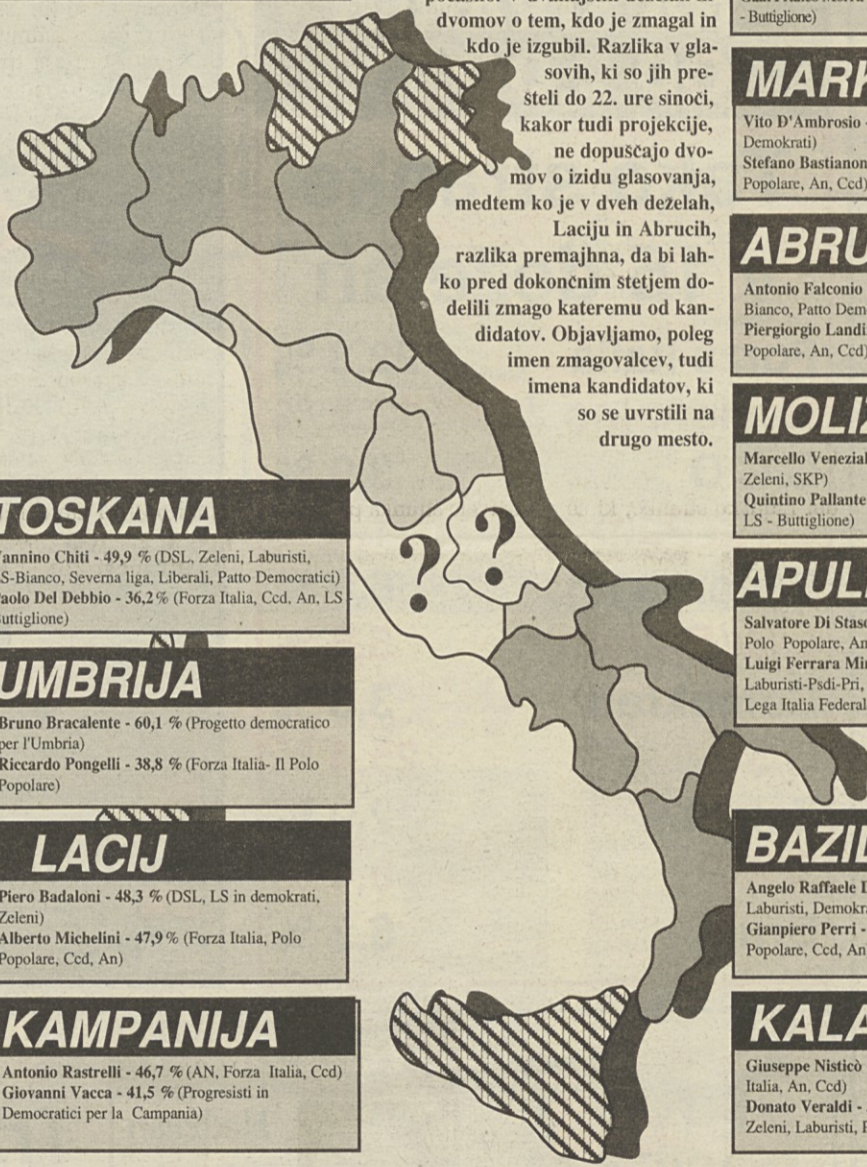 dvomov o tem, kdo je zmagal in
kdo je izgubil. Razlika v gla-
sovih, ki so jih pre-
šteli do 22. ure sinoči,
kakor tudi projekcije,
ne dopuščajo dvo-
mov o izidu glasovanja,
medtem ko je v dveh deželah,
Laciju in Abrucih,
razlika premajhna, da bi lah-
ko pred dokončnim štetjem do-
delili zmago kateremu od kan-
didatov. Objavljamo, poleg
imen zmagovalcev, tudi
imena kandidatov, ki
so se uvrstili na
drugo mesto.
?
?
TOSKANA
annino Chiti - 49,9 % (DSL, Zeleni, Laburisti,
S-Bianco, Severna liga, Liberali, Patto Democratici)
aolo Del Debbio - 36,2 % (Forza Italia, Ccd, An, LS
uttiglione)
UMBRIJA
Bruno Bracalente - 60,1 % (Progetto democratico
per l'Umbria)
Riccardo Pongelli - 38,8 % (Forza Italia- Il Polo
Popolare)
LACIJ
Piero Badaloni - 48,3 % (DSL, LS in demokrati,
Zeleni)
Alberto Michelini - 47,9 % (Forza Italia, Polo
Popolare, Ccd, An)
KAMPANIJA
Antonio Rastrelli - 46,7 % (AN, Forza Italia, Ccd)
Giovanni Vacca - 41,5 % (Progresisti in
Democratici per la Campania)
- Buttiglione)
MARK
Vito D'Ambrosio -
Demokrati)
Stefano Bastianon
Popolare, An, Ccd)
ABRU
Antonio Falconio
Bianco, Patto Dem
Piergiorgio Landi
Popolare, An, Ccd)
MOLIZ
Marcello Venezial
Zeleni, SKP)
Quintino Pallante
LS - Buttiglione)
APUL
Salvatore Di Staso
Polo Popolare, An
Luigi Ferrara Mi
Laburisti-Psdi-Pri,
Lega Italia Federal
BAZIL
Angelo Raffaele D
Laburisti, Demokra
Gianpiero Perri -
Popolare, Ccd, An
KALA
Giuseppe Nisticò
Italia, An, Ccd)
Donato Veraldi -
Zeleni, Laburisti, P